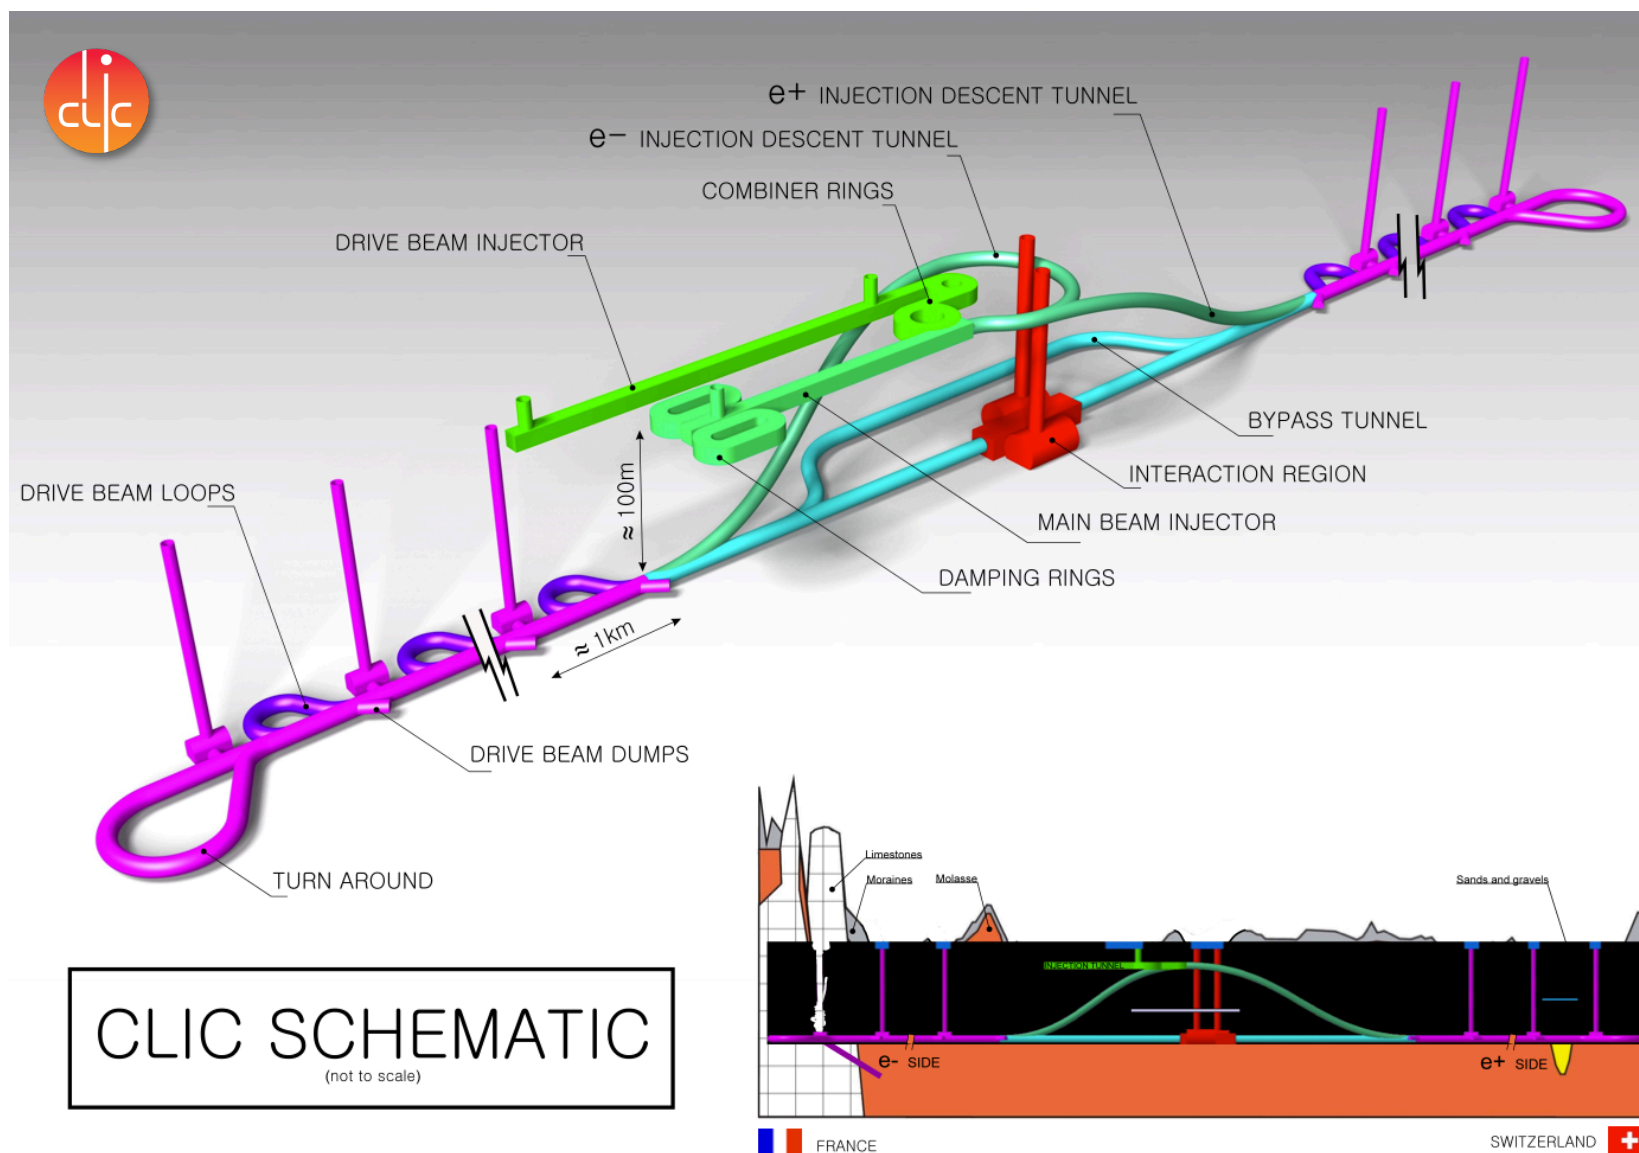 clic
e+ INJECTION DESCENT TUNNEL
e- INJECTION DESCENT TUNNEL
COMBINER RINGS
DRIVE BEAM INJECTOR
BYPASS TUNNEL
INTERACTION REGION
DRIVE BEAM LOOPS
≈ 100m
MAIN BEAM INJECTOR
DAMPING RINGS
≈ 1km
DRIVE BEAM DUMPS
TURN AROUND
CLIC SCHEMATIC
(not to scale)
Limestones
Moraines
Molasse
Sands and gravels
INJECTION TUNNEL
e- SIDE
e+ SIDE
FRANCE
SWITZERLAND